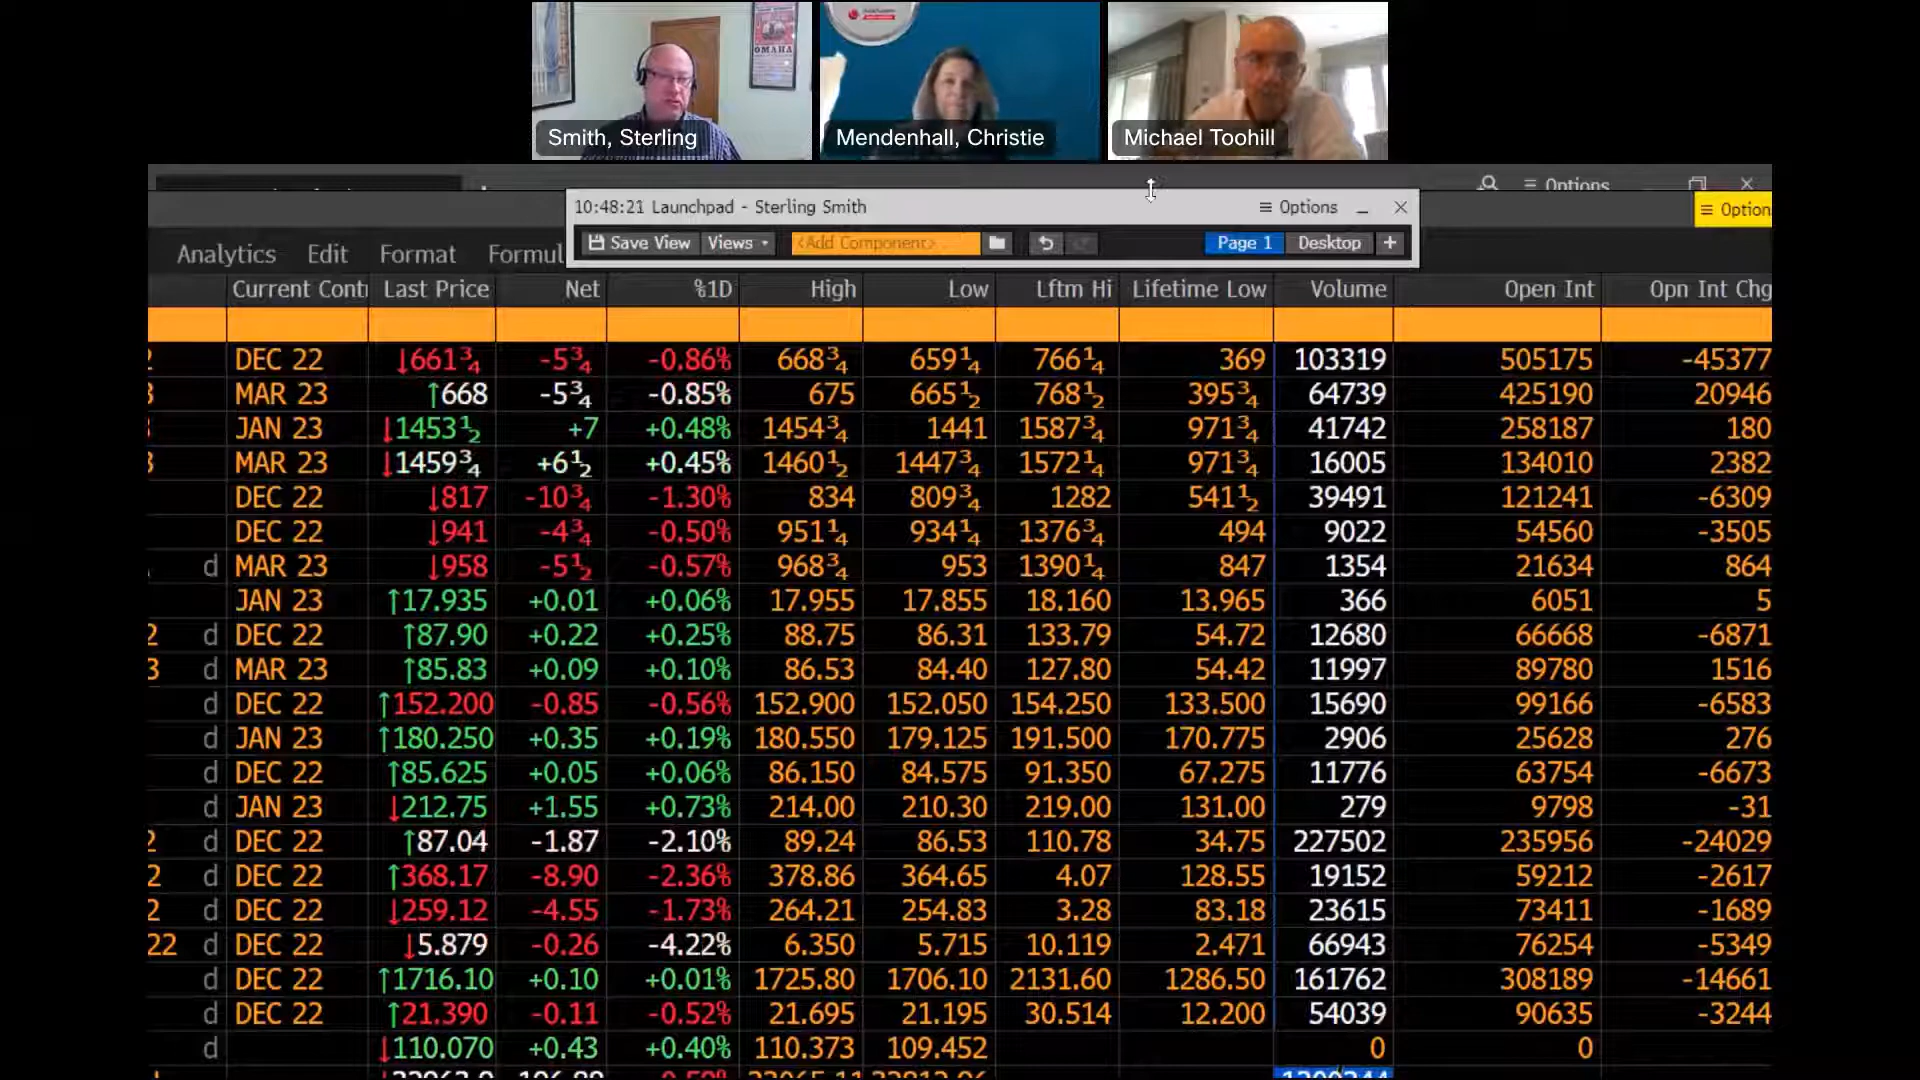 OMAHA
Smith, Sterling
Mendenhall, Christie
Michael Toohill
Options
10:48:21 Launchpad - Sterling Smith
Options
Option
Save View Views <Add Component> Page 1 Desktop +
Analytics Edit Format Formul
Current Contr Last Price Net %1D High Low Lftm Hi Lifetime Low Volume Open Int Opn Int Chg
2 DEC 22 ↓661¾ -5¾ -0.86% 668¾ 659¼ 766¼ 369 103319 505175 -45377
3 MAR 23 ↑668 -5¾ -0.85% 675 665½ 768½ 395¾ 64739 425190 20946
3 JAN 23 ↓1453½ +7 +0.48% 1454¾ 1441 1587¾ 971¾ 41742 258187 180
3 MAR 23 ↓1459¾ +6½ +0.45% 1460½ 1447¾ 1572¼ 971¾ 16005 134010 2382
DEC 22 ↓817 -10¾ -1.30% 834 809¾ 1282 541½ 39491 121241 -6309
DEC 22 ↓941 -4¾ -0.50% 951¼ 934¼ 1376¾ 494 9022 54560 -3505
d MAR 23 ↓958 -5½ -0.57% 968¾ 953 1390¼ 847 1354 21634 864
JAN 23 ↑17.935 +0.01 +0.06% 17.955 17.855 18.160 13.965 366 6051 5
2 d DEC 22 ↑87.90 +0.22 +0.25% 88.75 86.31 133.79 54.72 12680 66668 -6871
3 d MAR 23 ↑85.83 +0.09 +0.10% 86.53 84.40 127.80 54.42 11997 89780 1516
d DEC 22 ↑152.200 -0.85 -0.56% 152.900 152.050 154.250 133.500 15690 99166 -6583
d JAN 23 ↑180.250 +0.35 +0.19% 180.550 179.125 191.500 170.775 2906 25628 276
d DEC 22 ↑85.625 +0.05 +0.06% 86.150 84.575 91.350 67.275 11776 63754 -6673
d JAN 23 ↓212.75 +1.55 +0.73% 214.00 210.30 219.00 131.00 279 9798 -31
2 d DEC 22 ↑87.04 -1.87 -2.10% 89.24 86.53 110.78 34.75 227502 235956 -24029
2 d DEC 22 ↑368.17 -8.90 -2.36% 378.86 364.65 4.07 128.55 19152 59212 -2617
2 d DEC 22 ↓259.12 -4.55 -1.73% 264.21 254.83 3.28 83.18 23615 73411 -1689
22 d DEC 22 ↓5.879 -0.26 -4.22% 6.350 5.715 10.119 2.471 66943 76254 -5349
d DEC 22 ↑1716.10 +0.10 +0.01% 1725.80 1706.10 2131.60 1286.50 161762 308189 -14661
d DEC 22 ↑21.390 -0.11 -0.52% 21.695 21.195 30.514 12.200 54039 90635 -3244
d ↓110.070 +0.43 +0.40% 110.373 109.452 0 0